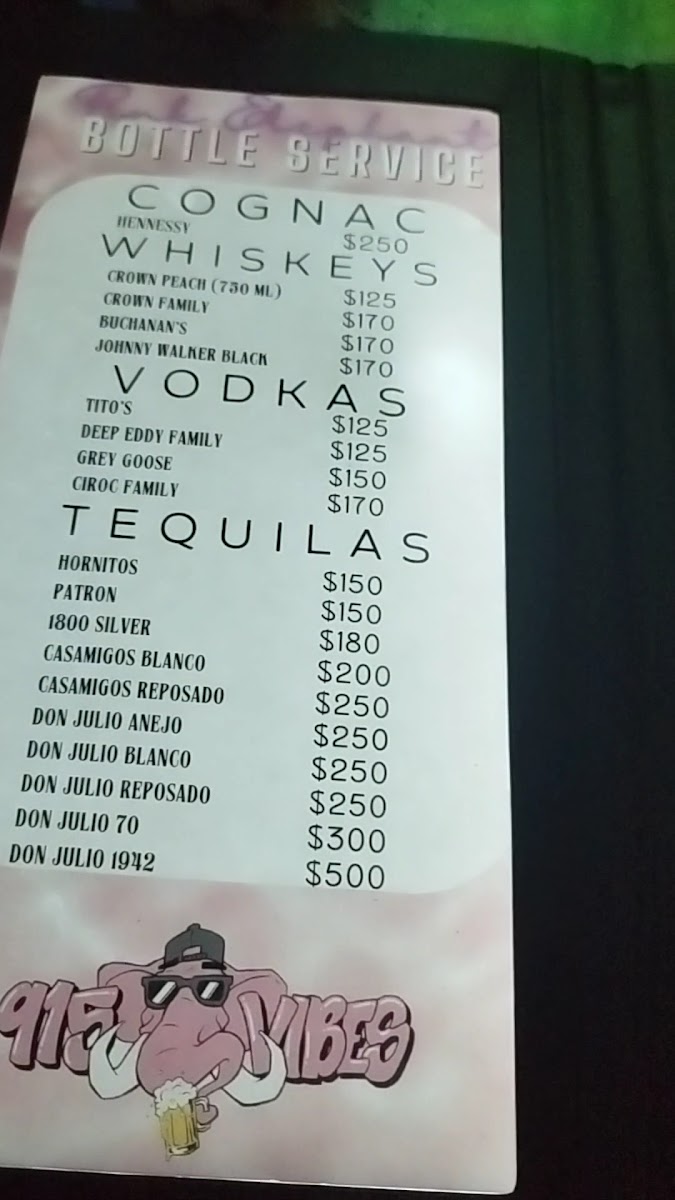 Pink Elephant
BOTTLE SERVICE
COGNAC
HENNESSY $250
WHISKEYS
CROWN PEACH (750 ML) $125
CROWN FAMILY $170
BUCHANAN'S $170
JOHNNY WALKER BLACK $170
VODKAS
TITO'S $125
DEEP EDDY FAMILY $125
GREY GOOSE $150
CIROC FAMILY $170
TEQUILAS
HORNITOS $150
PATRON $150
1800 SILVER $180
CASAMIGOS BLANCO $200
CASAMIGOS REPOSADO $250
DON JULIO ANEJO $250
DON JULIO BLANCO $250
DON JULIO REPOSADO $250
DON JULIO 70 $300
DON JULIO 1942 $500
915 VIBES